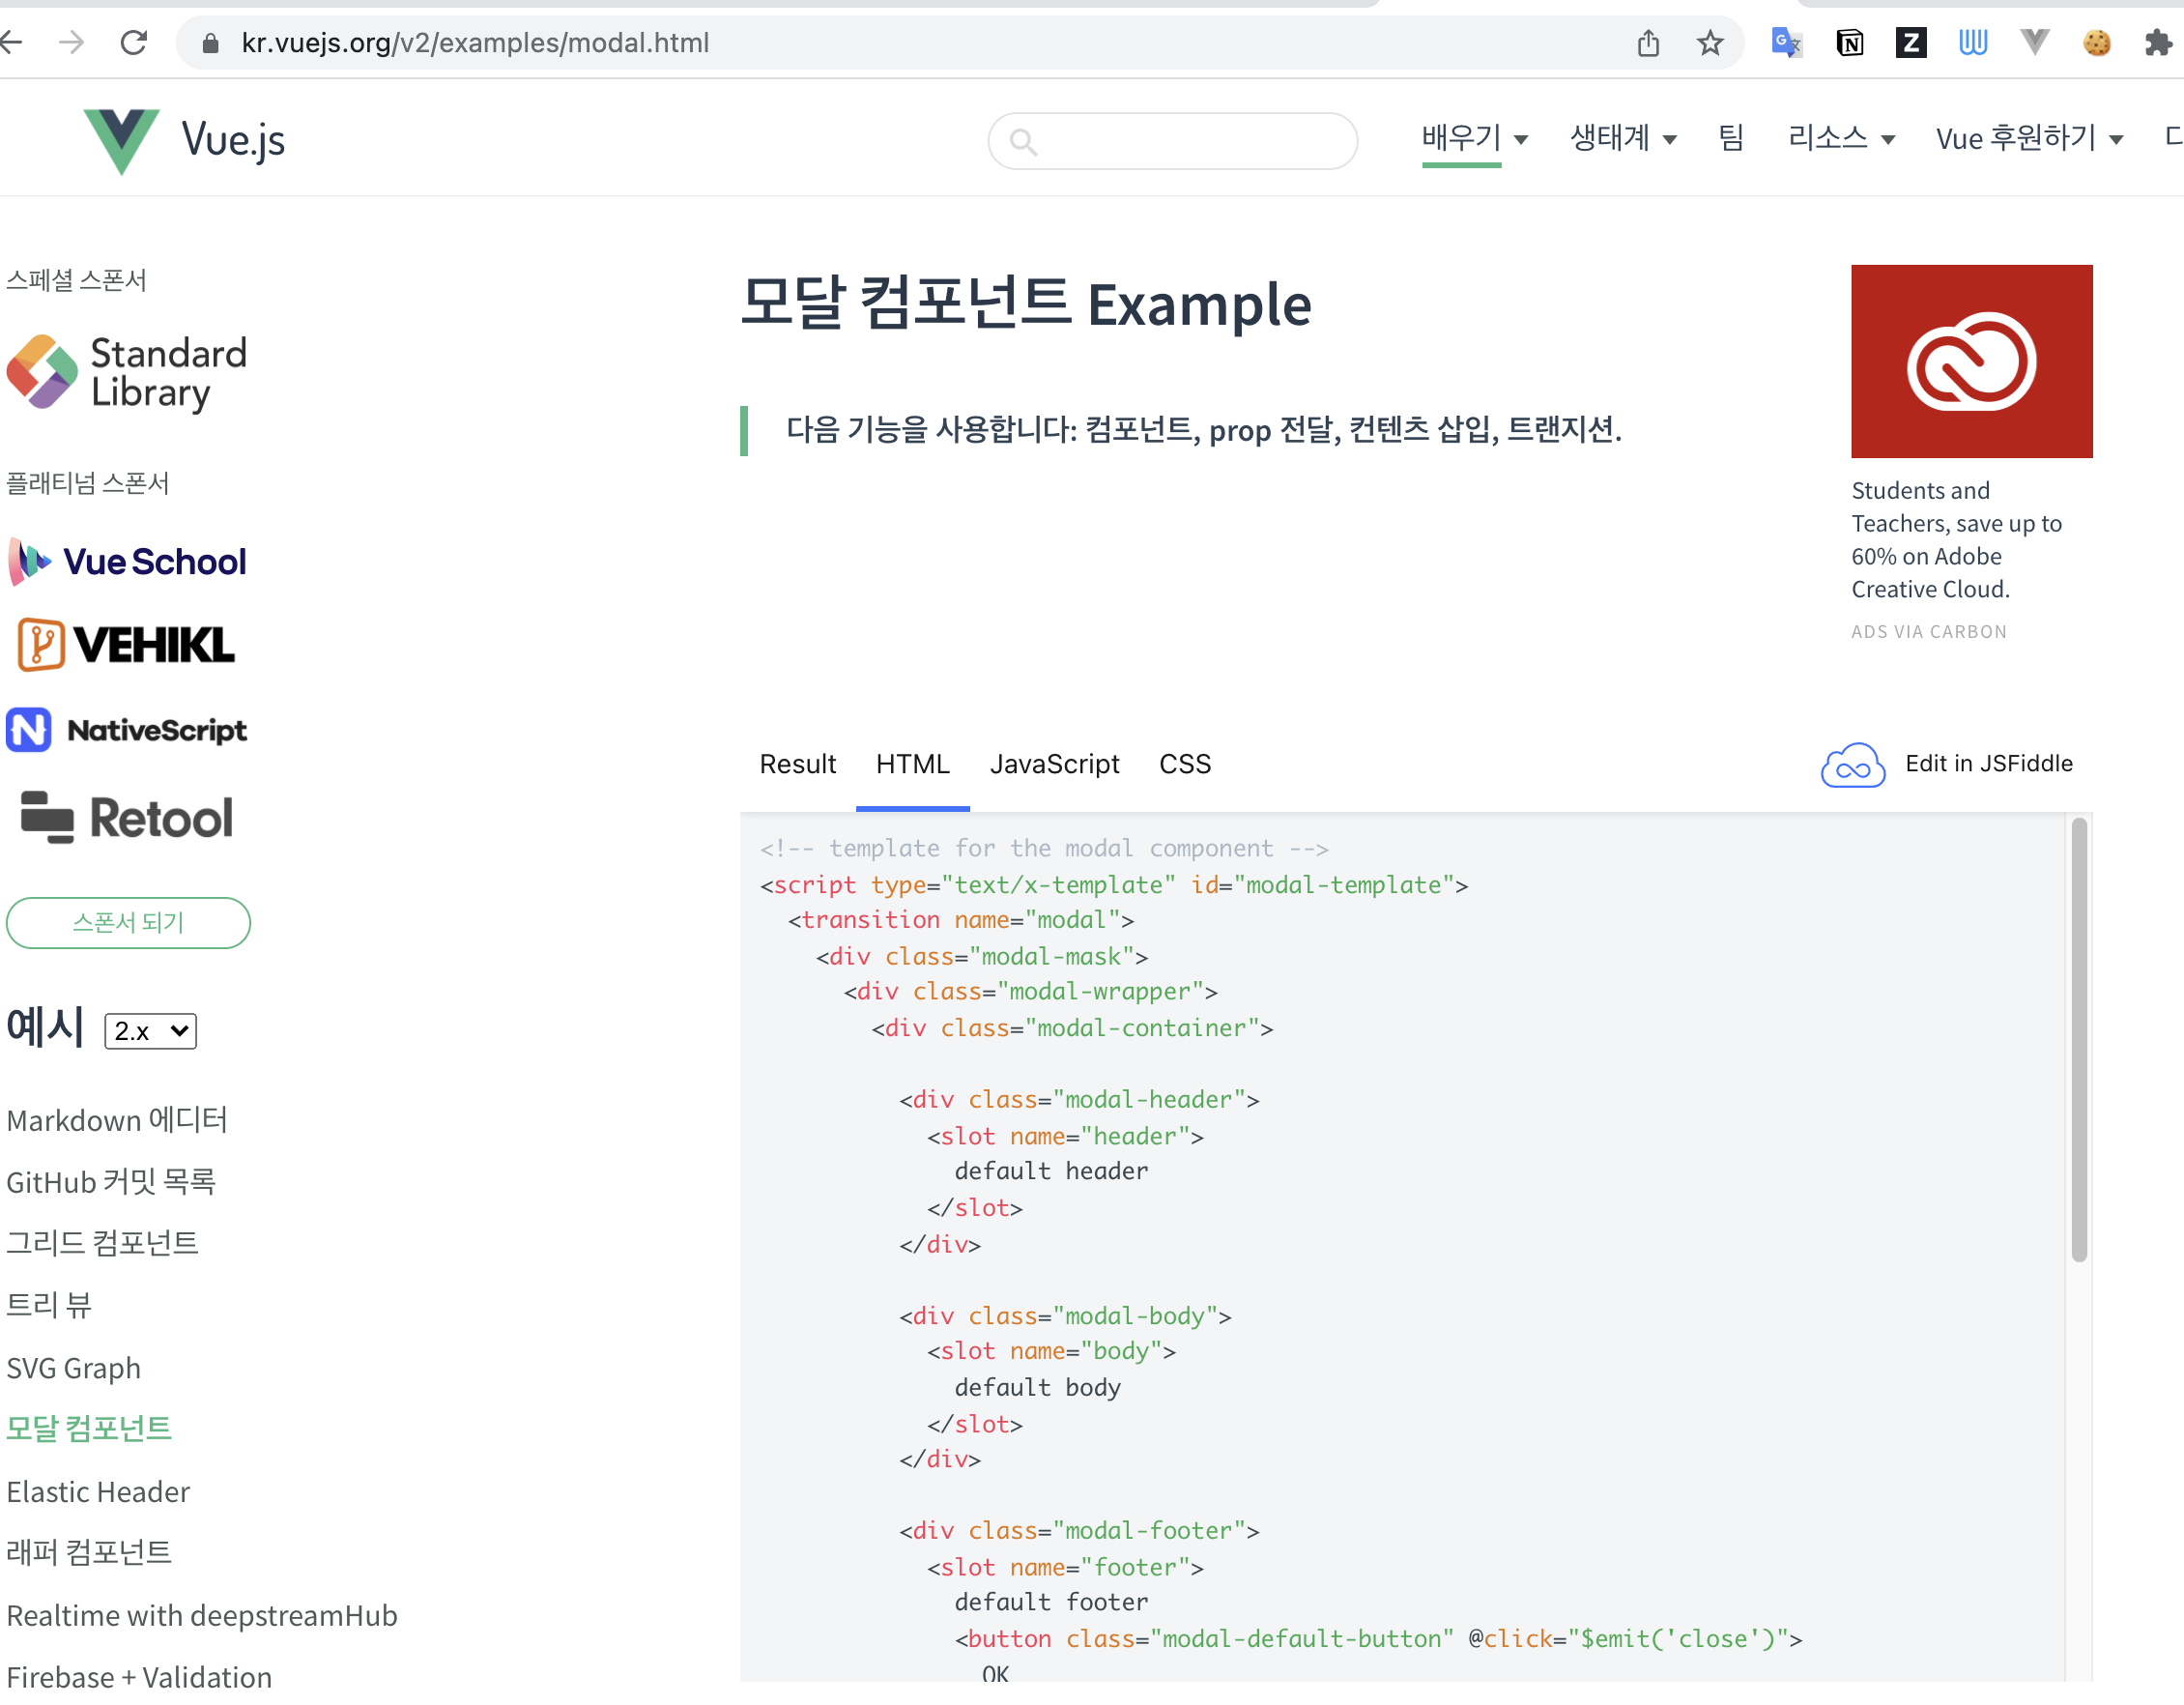 kr.vuejs.org/v2/examples/modal.html
Vue.js
배우기
생태계
팀
리소스
Vue 후원하기
스페셜 스폰서
Standard
Library
플래티넘 스폰서
Vue School
VEHIKL
NativeScript
Retool
스폰서 되기
예시 2.x
Markdown 에디터
GitHub 커밋 목록
그리드 컴포넌트
트리 뷰
SVG Graph
모달 컴포넌트
Elastic Header
래퍼 컴포넌트
Realtime with deepstreamHub
Firebase + Validation
모달 컴포넌트 Example
다음 기능을 사용합니다: 컴포넌트, prop 전달, 컨텐츠 삽입, 트랜지션.
Students and
Teachers, save up to
60% on Adobe
Creative Cloud.
ADS VIA CARBON
Result HTML JavaScript CSS
Edit in JSFiddle
<!-- template for the modal component -->
<script type="text/x-template" id="modal-template">
<transition name="modal">
<div class="modal-mask">
<div class="modal-wrapper">
<div class="modal-container">
<div class="modal-header">
<slot name="header">
default header
</slot>
</div>
<div class="modal-body">
<slot name="body">
default body
</slot>
</div>
<div class="modal-footer">
<slot name="footer">
default footer
<button class="modal-default-button" @click="$emit('close')">
OK